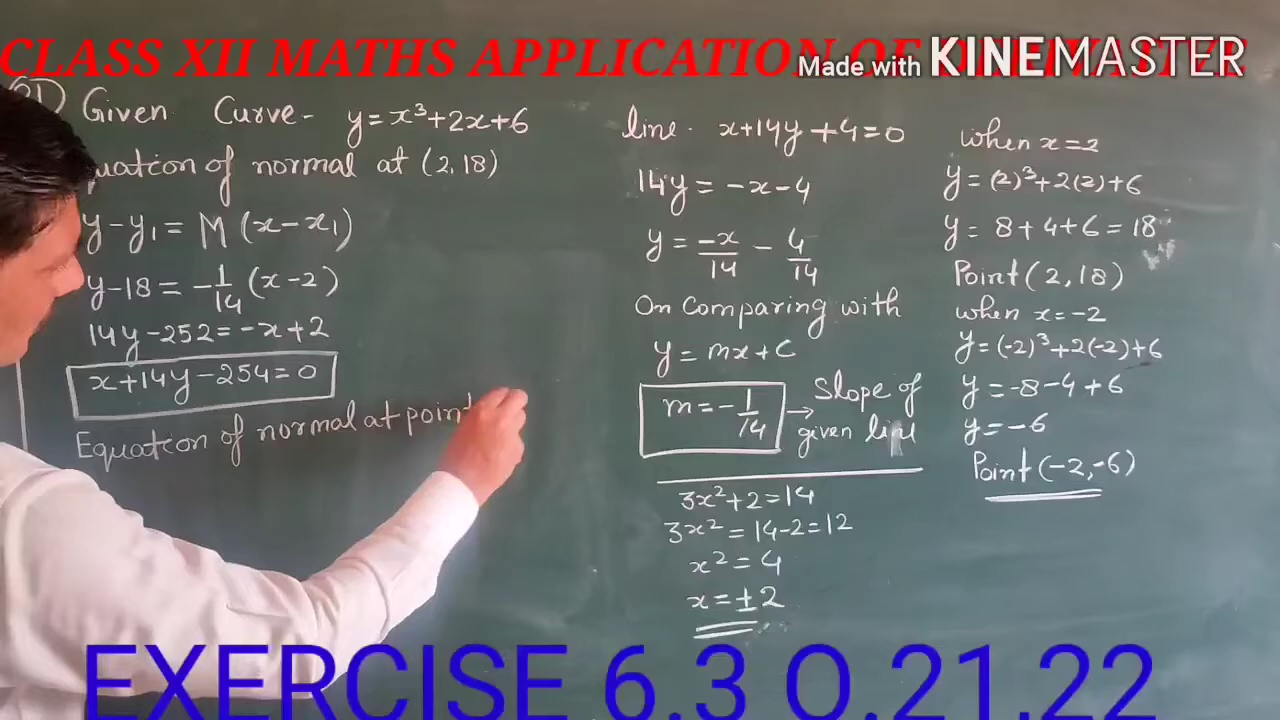 CLASS XII MATHS APPLICATION OF
Made with KINEMASTER
Given Curve- y=x³+2x+6
of normal at (2,18)
y-y₁ = M (x-x₁)
y-18 = -1/14 (x-2)
14y-252 = -x+2
x+14y-254=0
Equation of normal at point
line. x+14y+4=0
14y = -x-4
y = -x/14 - 4/14
On Comparing with
y = mx+c
m = -1/14 → Slope of
given line
3x²+2=14
3x² = 14-2=12
x² = 4
x = ±2
when x=2
y = (2)³+2(2)+6
y = 8+4+6 = 18
Point (2,18)
when x=-2
y = (-2)³+2(-2)+6
y = -8-4+6
y = -6
Point (-2,-6)
EXERCISE 6.3 Q.21,22